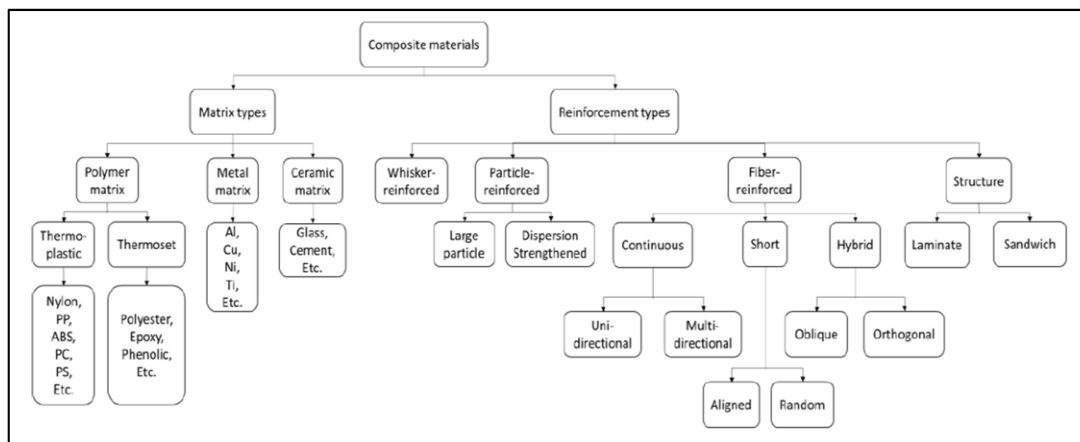 Composite materials
Matrix types
Reinforcement types
Polymer
matrix
Metal
matrix
Ceramic
matrix
Whisker-
reinforced
Particle-
reinforced
Fiber-
reinforced
Structure
Thermo-
plastic
Thermoset
Al,
Cu,
Ni,
Ti,
Etc.
Glass,
Cement,
Etc.
Large
particle
Dispersion
Strengthened
Continuous
Short
Hybrid
Laminate
Sandwich
Nylon,
PP,
ABS,
PC,
PS,
Etc.
Polyester,
Epoxy,
Phenolic,
Etc.
Uni-
directional
Multi-
directional
Oblique
Orthogonal
Aligned
Random